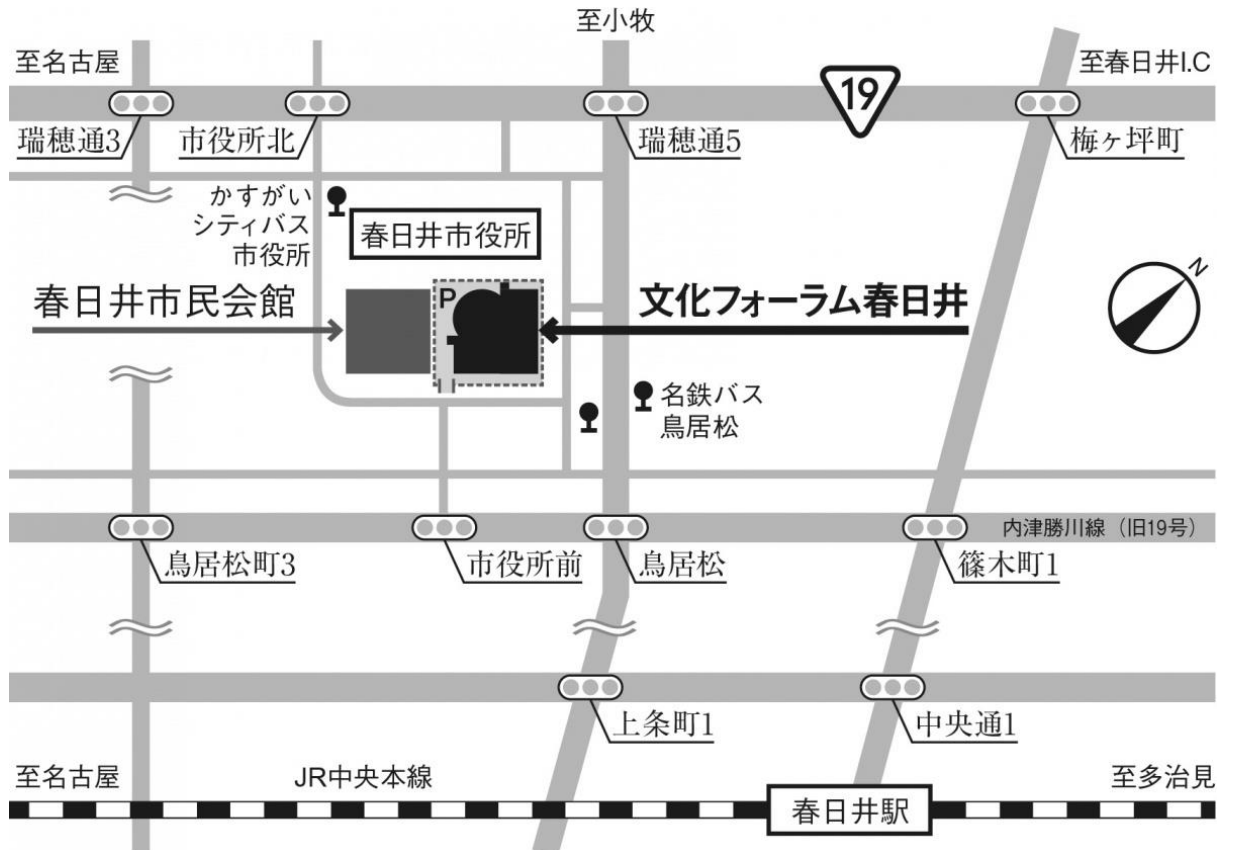 至小牧
至名古屋
至春日井I.C
19
瑞穂通3
市役所北
瑞穂通5
梅ヶ坪町
かすがい
シティバス
市役所
春日井市役所
N
春日井市民会館
P
文化フォーラム春日井
名鉄バス
鳥居松
内津勝川線（旧19号）
鳥居松町3
市役所前
鳥居松
篠木町1
上条町1
中央通1
至名古屋
JR中央本線
至多治見
春日井駅